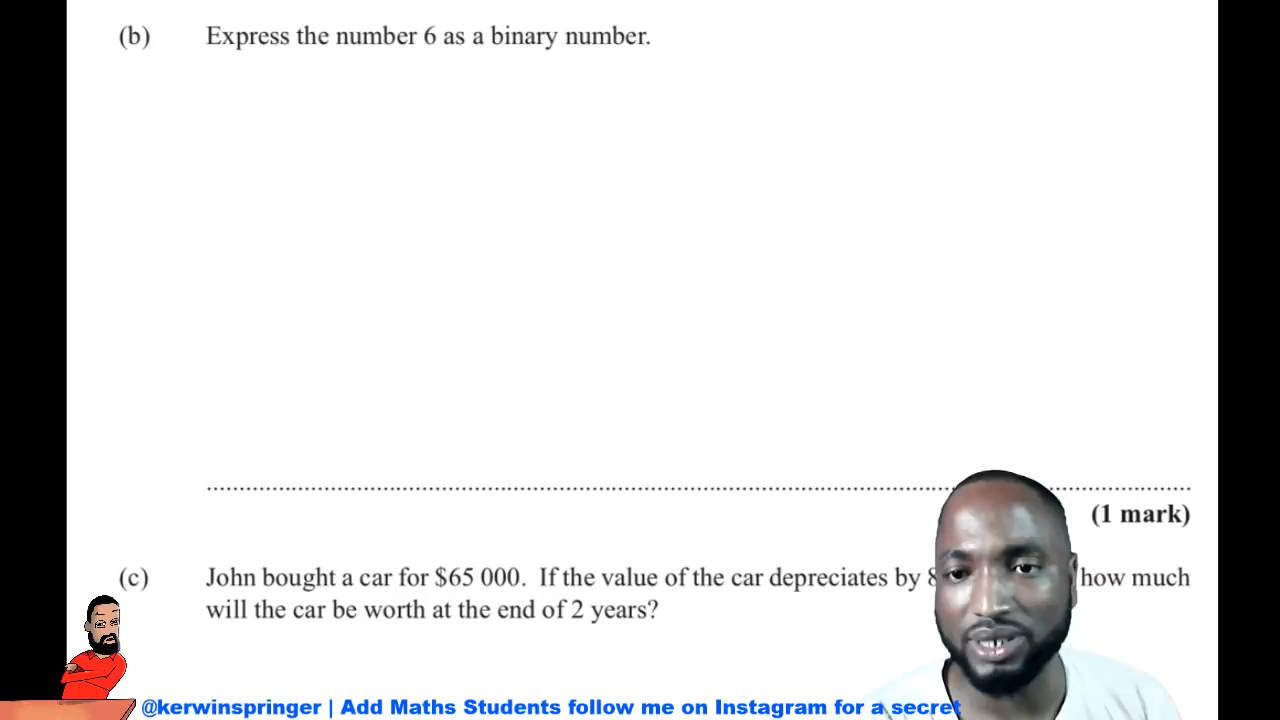 (b) Express the number 6 as a binary number.
(1 mark)
(c) John bought a car for $65 000. If the value of the car depreciates by how much
will the car be worth at the end of 2 years?
@kerwinspringer | Add Maths Students follow me on Instagram for a secret